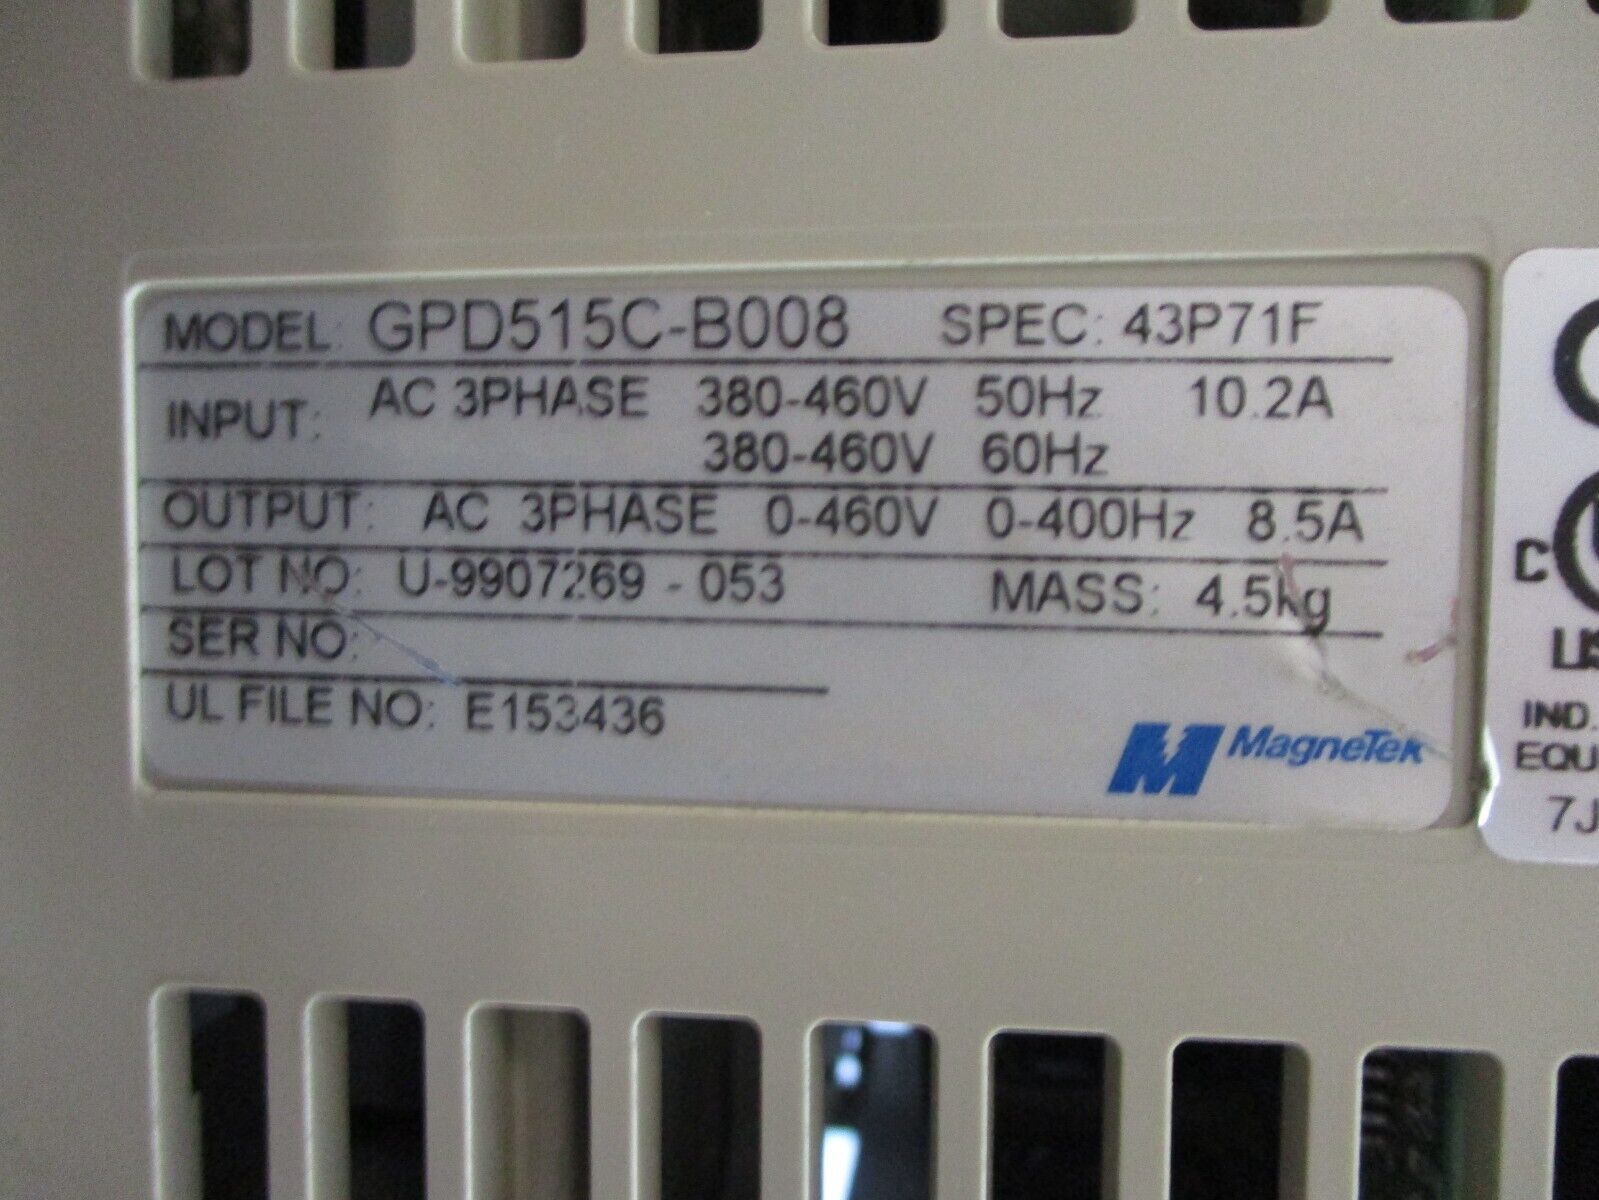 MODEL: GPD515C-B008 SPEC: 43P71F
INPUT: AC 3PHASE 380-460V 50Hz 10.2A
380-460V 60Hz
OUTPUT: AC 3PHASE 0-460V 0-400Hz 8.5A
LOT NO: U-9907269-053 MASS: 4.5kg
SER NO:
UL FILE NO: E153436
MagneTek
C
IND.
7J